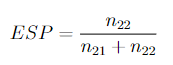 ESP = n₂₂ / (n₂₁ + n₂₂)